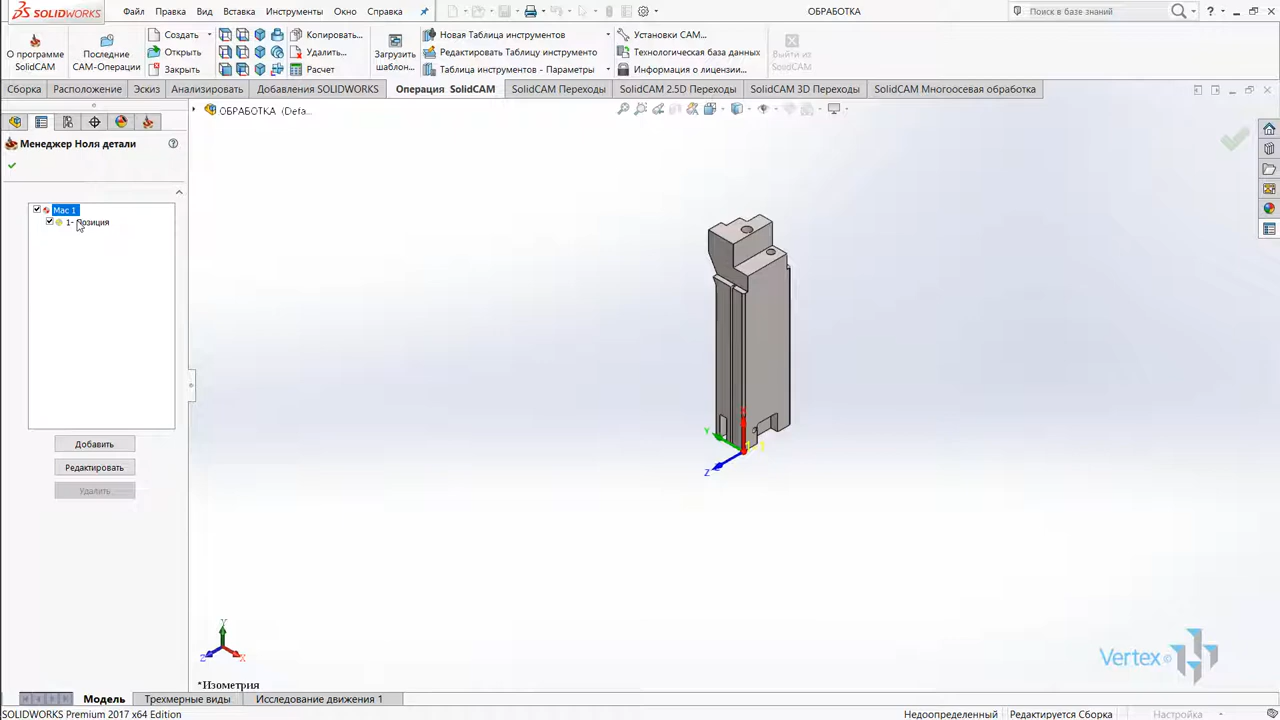 SOLIDWORKS
Файл
Правка
Вид
Вставка
Инструменты
Окно
Справка
ОБРАБОТКА
Поиск в базе знаний
О программе
SolidCAM
Последние
CAM-Операции
Создать
Открыть
Закрыть
Копировать...
Удалить...
Расчет
Загрузить
шаблон...
Новая Таблица инструментов
Редактировать Таблицу инструменто
Таблица инструментов - Параметры
Установки CAM...
Технологическая база данных
Информация о лицензии...
Выйти из
SolidCAM
Сборка
Расположение
Эскиз
Анализировать
Добавления SOLIDWORKS
Операция SolidCAM
SolidCAM Переходы
SolidCAM 2.5D Переходы
SolidCAM 3D Переходы
SolidCAM Многоосевая обработка
ОБРАБОТКА (Defa...
Менеджер Ноля детали
Mac 1
Добавить
Редактировать
Удалить
Y
Z
Y
Z
X
*Изометрия
Vertex©
Модель
Трехмерные виды
Исследование движения 1
SOLIDWORKS Premium 2017 x64 Edition
Недоопределенный
Редактируется Сборка
Настройка